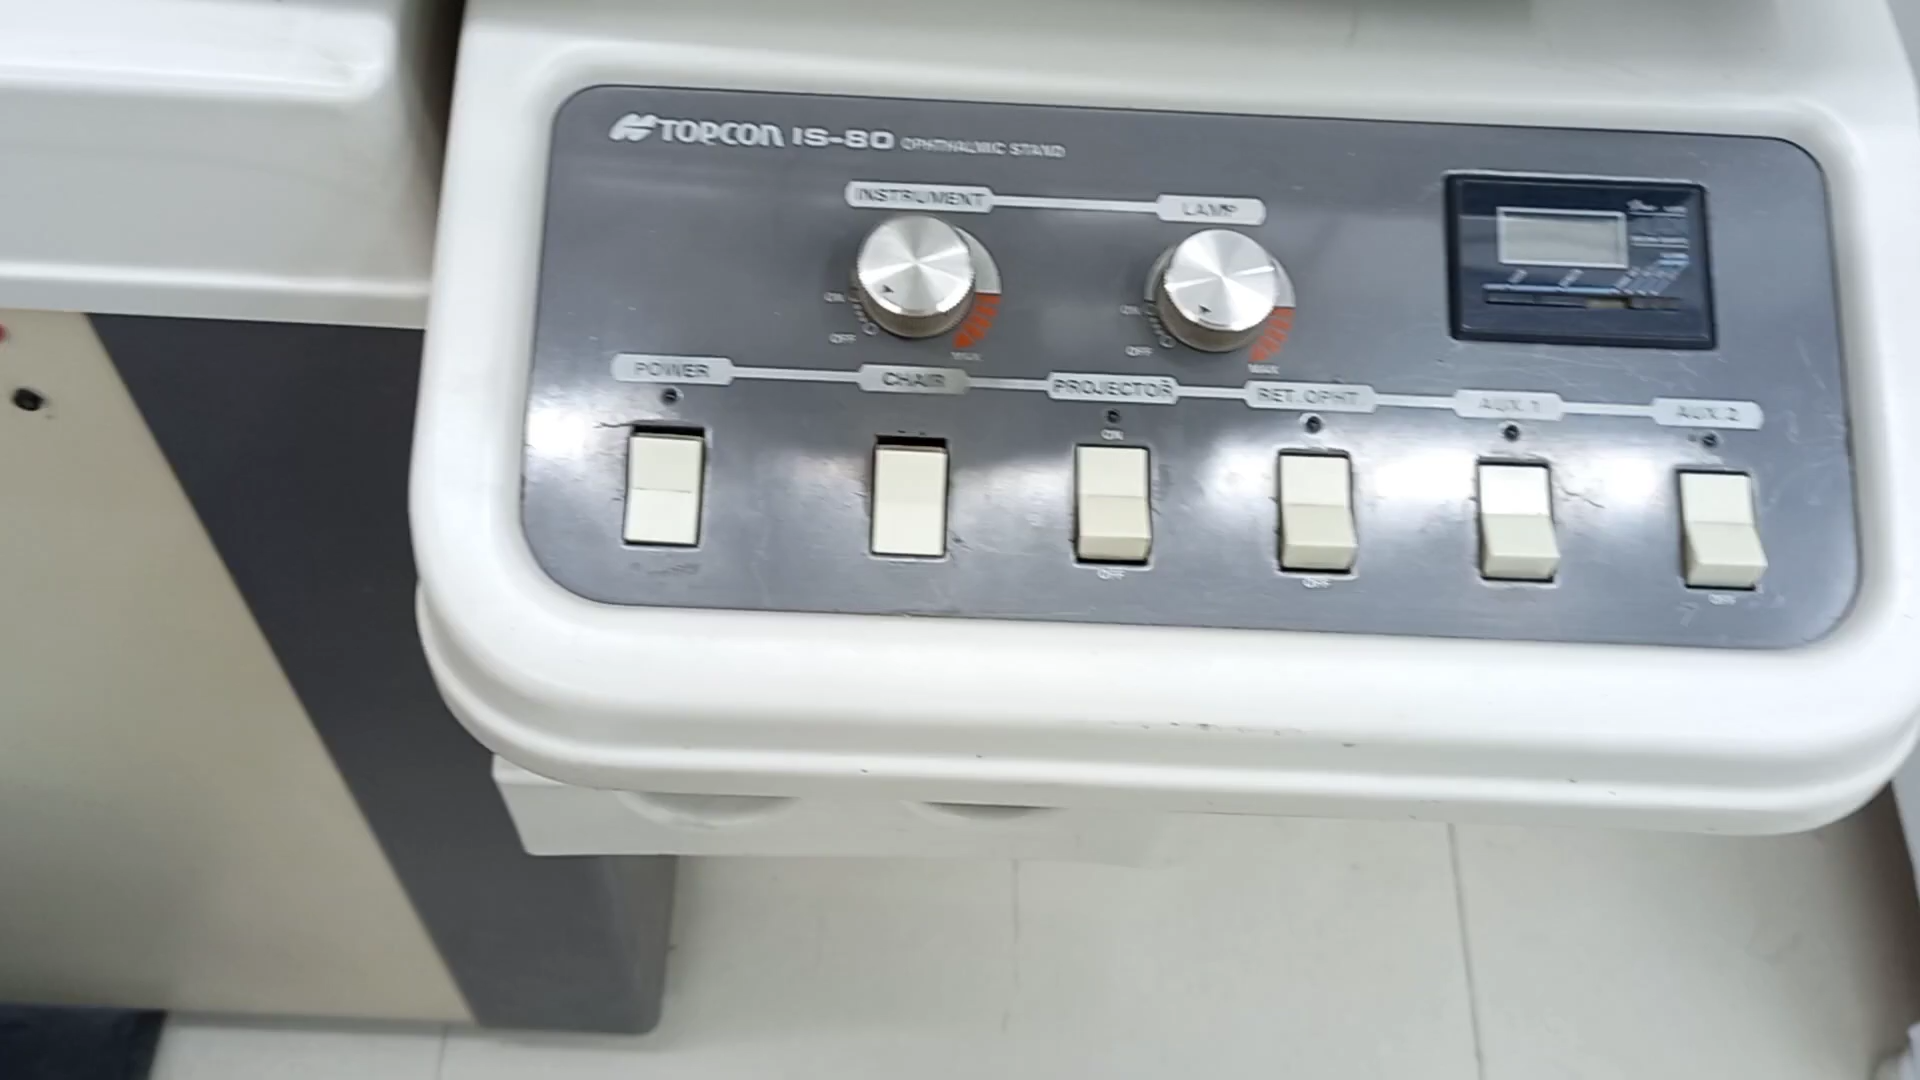 TOPCON IS-80 OPHTHALMIC STAND
INSTRUMENT LAMP
ON ON
OFF OFF
MAX MAX
POWER CHAIR PROJECTOR RET. OPHT AUX 1 AUX 2
ON
OFF OFF OFF